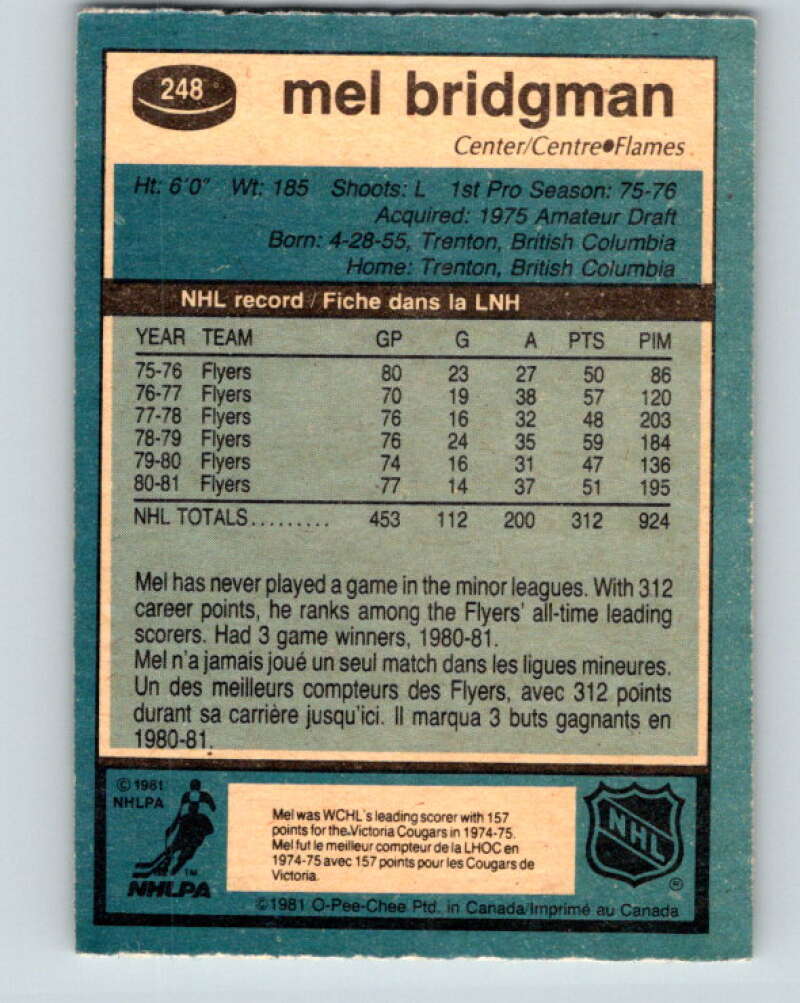 248
mel bridgman
Center/Centre●Flames
Ht: 6'0" Wt: 185 Shoots: L 1st Pro Season: 75-76
Acquired: 1975 Amateur Draft
Born: 4-28-55, Trenton, British Columbia
Home: Trenton, British Columbia
NHL record / Fiche dans la LNH
YEAR TEAM GP G A PTS PIM
75-76 Flyers 80 23 27 50 86
76-77 Flyers 70 19 38 57 120
77-78 Flyers 76 16 32 48 203
78-79 Flyers 76 24 35 59 184
79-80 Flyers 74 16 31 47 136
80-81 Flyers 77 14 37 51 195
NHL TOTALS......... 453 112 200 312 924
Mel has never played a game in the minor leagues. With 312
career points, he ranks among the Flyers' all-time leading
scorers. Had 3 game winners, 1980-81.
Mel n'a jamais joué un seul match dans les ligues mineures.
Un des meilleurs compteurs des Flyers, avec 312 points
durant sa carrière jusqu'ici. Il marqua 3 buts gagnants en
1980-81.
© 1981
NHLPA
TM
NHLPA
Mel was WCHL's leading scorer with 157
points for the Victoria Cougars in 1974-75.
Mel fut le meilleur compteur de la LHOC en
1974-75 avec 157 points pour les Cougars de
Victoria.
NHL
®
©1981 O-Pee-Chee Ptd. in Canada/Imprimé au Canada